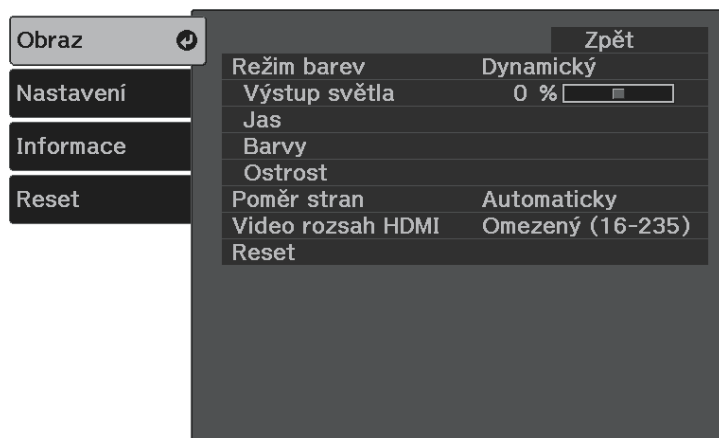 Obraz
Nastavení
Informace
Reset
Zpět
Režim barev Dynamický
Výstup světla 0 %
Jas
Barvy
Ostrost
Poměr stran Automaticky
Video rozsah HDMI Omezený (16-235)
Reset